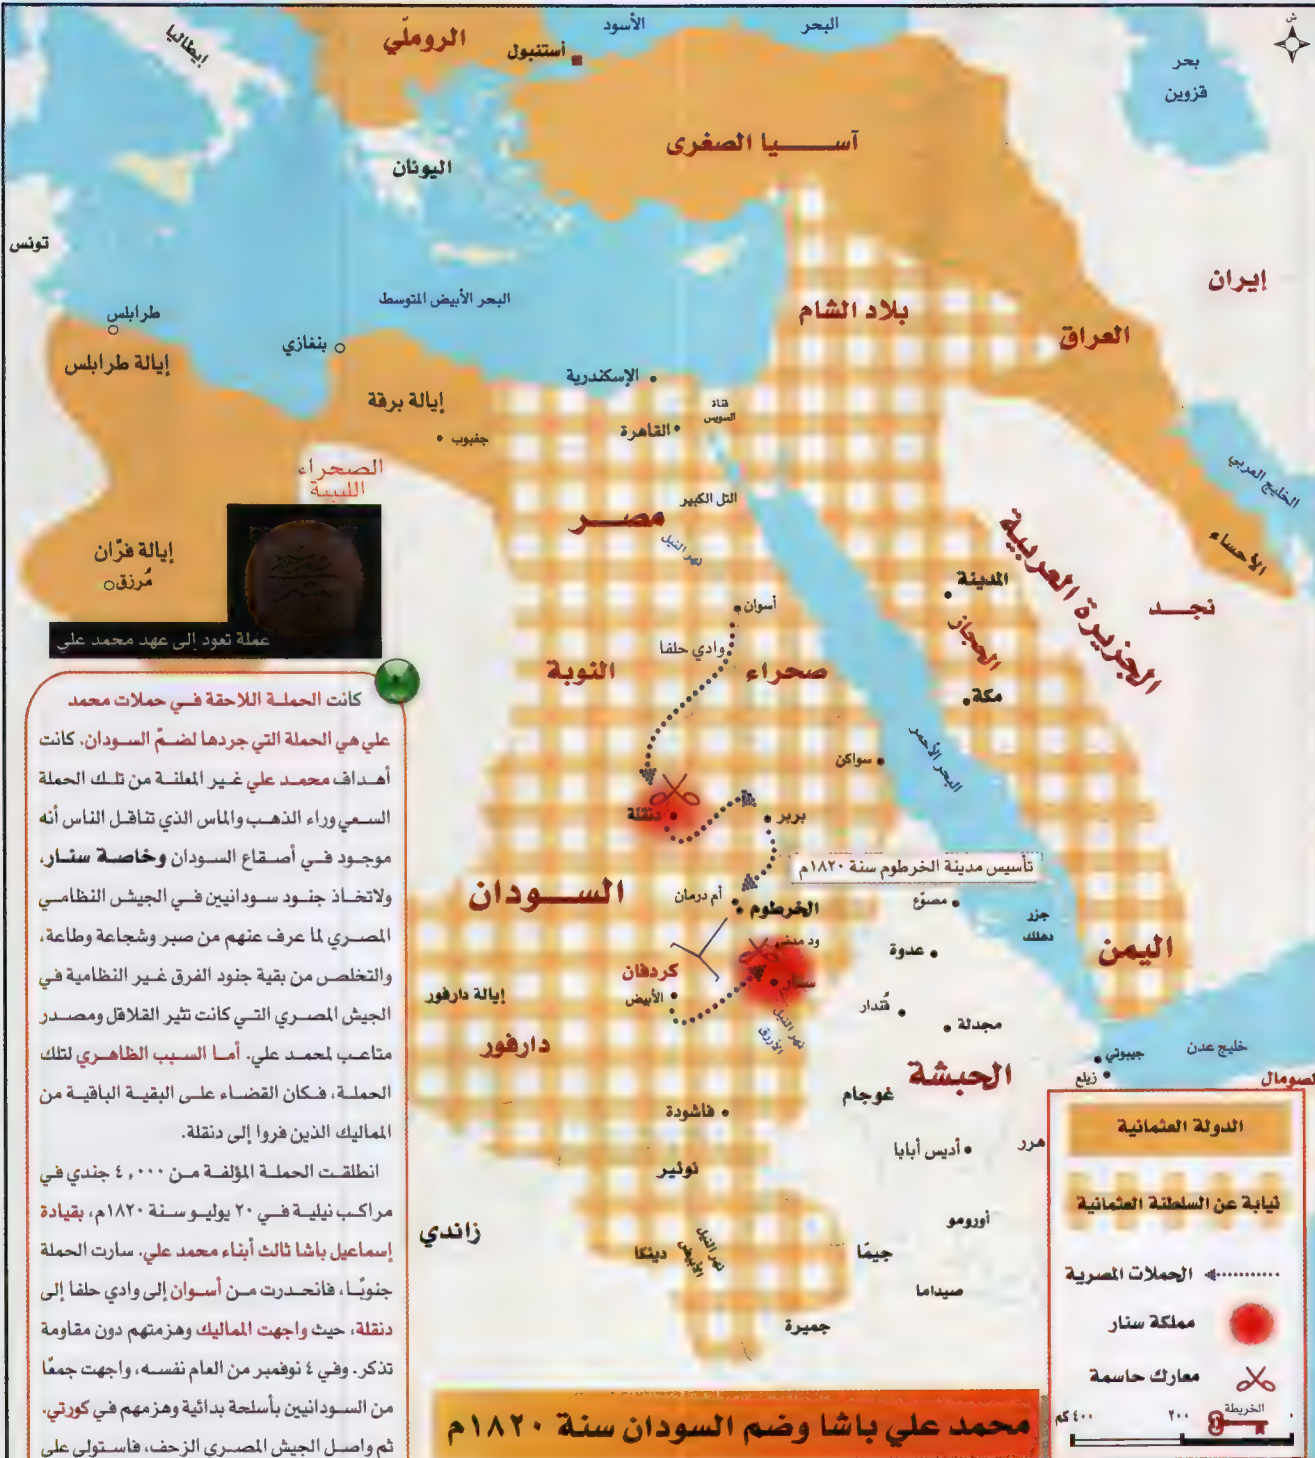 ش
البحر
الأسود
بحر
قزوين
إيطاليا
الروملّي
أستنبول
آسيا الصغرى
اليونان
تونس
إيران
البحر الأبيض المتوسط
بلاد الشام
العراق
طرابلس
إيالة طرابلس
بنغازي
إيالة برقة
جغبوب
الإسكندرية
قناة
السويس
القاهرة
الخليج العربي
الصحراء
الليبية
التل الكبير
مصر
نهر النيل
الجزيرة العربية
الأحساء
إيالة فزّان
مُرزق
المدينة
نجد
أسوان
الحجاز
عملة تعود إلى عهد محمد علي
وادي حلفا
صحراء
النوبة
مكة
البحر الأحمر
سواكن
دنقلة
بربر
تأسيس مدينة الخرطوم سنة ١٨٢٠م
السودان
أم درمان
الخرطوم
مصوّع
جزر
دهلك
اليمن
ود مدني
عدوة
كردفان
سنار
الأبيض
إيالة دارفور
نهر النيل
الأزرق
قندار
مجدلة
دارفور
خليج عدن
جيبوتي
زيلع
الصومال
الحبشة
غوجام
فاشودة
أديس أبابا
هرر
نوئير
أورومو
زاندي
دينكا
نهر النيل
الأبيض
جيمّا
صيداما
جميرة
كانت الحملة اللاحقة في حملات محمد
علي هي الحملة التي جردها لضمّ السودان. كانت
أهداف محمد علي غير المعلنة من تلك الحملة
السعي وراء الذهب والماس الذي تناقل الناس أنه
موجود في أصقاع السودان وخاصة سنار،
ولاتخاذ جنود سودانيين في الجيش النظامي
المصري لما عرف عنهم من صبر وشجاعة وطاعة،
والتخلص من بقية جنود الفرق غير النظامية في
الجيش المصري التي كانت تثير القلاقل ومصدر
متاعب لمحمد علي. أما السبب الظاهري لتلك
الحملة، فكان القضاء على البقية الباقية من
المماليك الذين فروا إلى دنقلة.
انطلقت الحملة المؤلفة من ٤,٠٠٠ جندي في
مراكب نيلية في ٢٠ يوليو سنة ١٨٢٠م، بقيادة
إسماعيل باشا ثالث أبناء محمد علي. سارت الحملة
جنوبًا، فانحدرت من أسوان إلى وادي حلفا إلى
دنقلة، حيث واجهت المماليك وهزمتهم دون مقاومة
تذكر. وفي ٤ نوفمبر من العام نفسه، واجهت جمعًا
من السودانيين بأسلحة بدائية وهزمهم في كورتي.
ثم واصل الجيش المصري الزحف، فاستولى على
الدولة العثمانية
نيابة عن السلطنة العثمانية
الحملات المصرية
مملكة سنار
معارك حاسمة
الخريطة
٠ ٢٠٠ ٤٠٠ كم
محمد علي باشا وضم السودان سنة ١٨٢٠م